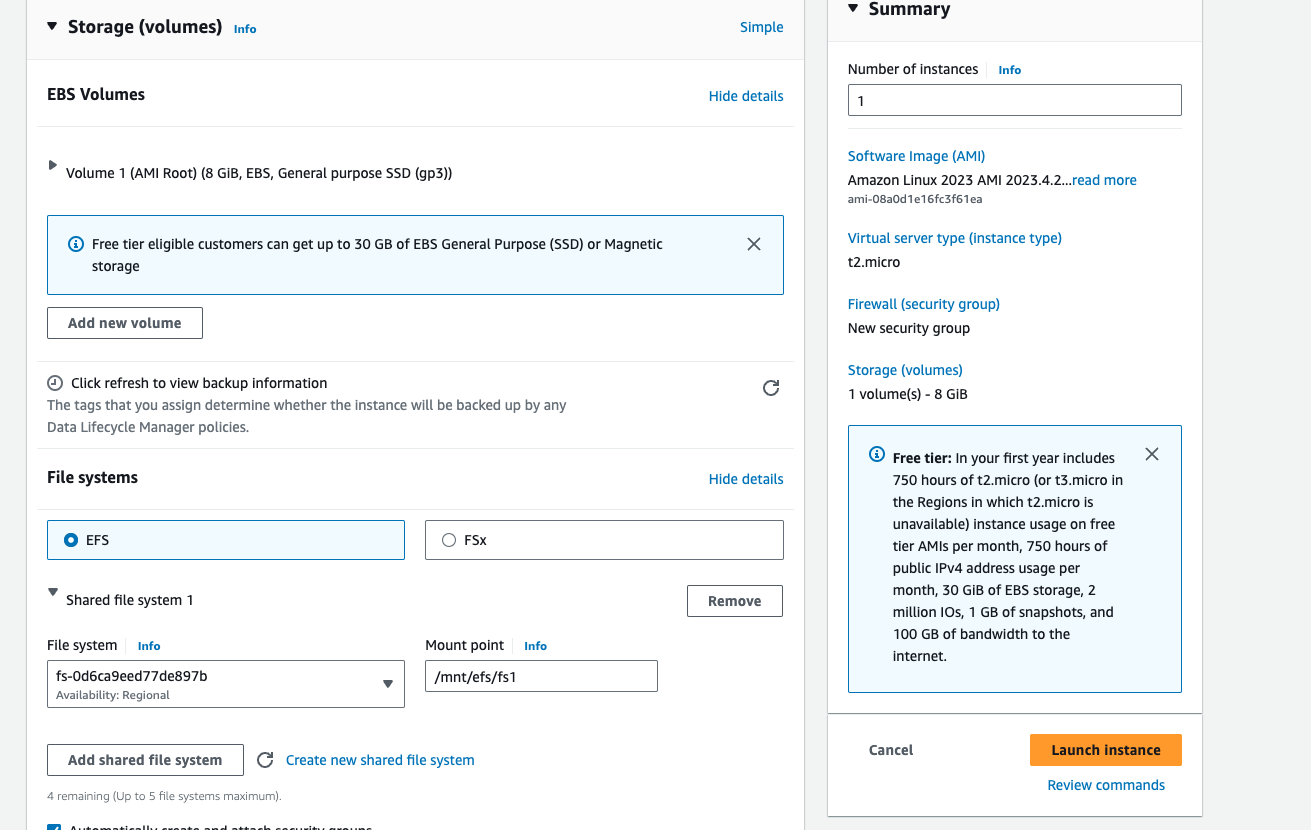 Storage (volumes) Info Simple
EBS Volumes Hide details
Volume 1 (AMI Root) (8 GiB, EBS, General purpose SSD (gp3))
Free tier eligible customers can get up to 30 GB of EBS General Purpose (SSD) or Magnetic
storage
Add new volume
Click refresh to view backup information
The tags that you assign determine whether the instance will be backed up by any
Data Lifecycle Manager policies.
File systems Hide details
EFS FSx
Shared file system 1 Remove
File system Info Mount point Info
fs-0d6ca9eed77de897b /mnt/efs/fs1
Availability: Regional
Add shared file system Create new shared file system
4 remaining (Up to 5 file systems maximum).
Automatically create and attach security groups
Summary
Number of instances Info
1
Software Image (AMI)
Amazon Linux 2023 AMI 2023.4.2...read more
ami-08a0d1e16fc3f61ea
Virtual server type (instance type)
t2.micro
Firewall (security group)
New security group
Storage (volumes)
1 volume(s) - 8 GiB
Free tier: In your first year includes
750 hours of t2.micro (or t3.micro in
the Regions in which t2.micro is
unavailable) instance usage on free
tier AMIs per month, 750 hours of
public IPv4 address usage per
month, 30 GiB of EBS storage, 2
million IOs, 1 GB of snapshots, and
100 GB of bandwidth to the
internet.
Cancel Launch instance
Review commands